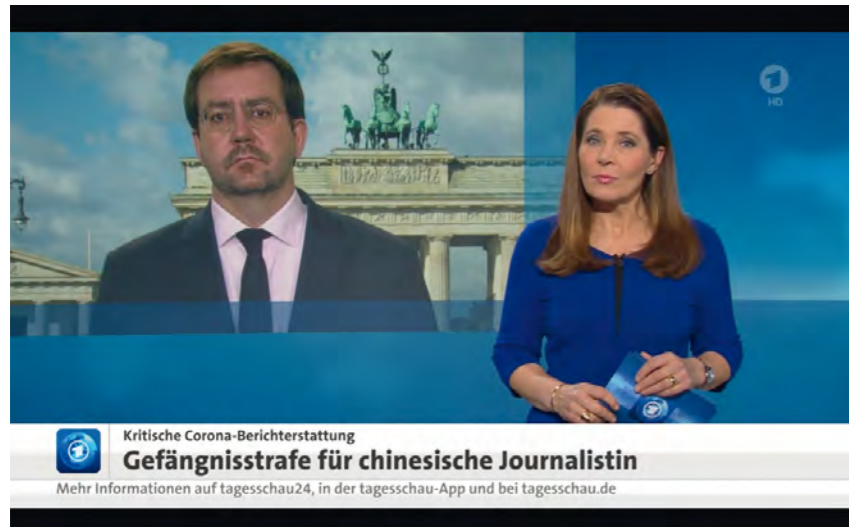 HD
Kritische Corona-Berichterstattung
Gefängnisstrafe für chinesische Journalistin
Mehr Informationen auf tagesschau24, in der tagesschau-App und bei tagesschau.de